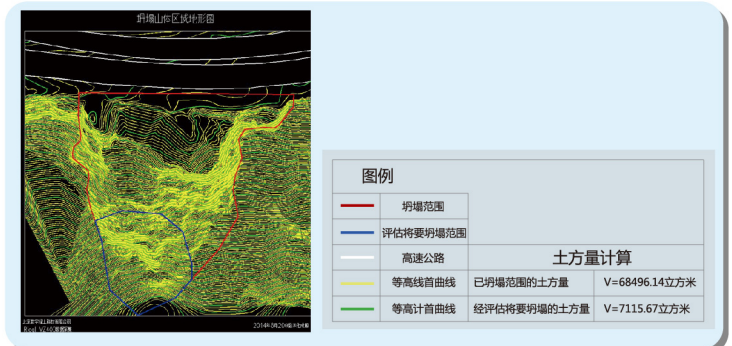 坍塌山体区域地形图
图例
坍塌范围
评估将要坍塌范围
高速公路 土方量计算
等高线首曲线 已坍塌范围的土方量 V=68496.14立方米
等高计首曲线 经评估将要坍塌的土方量 V=7115.67立方米